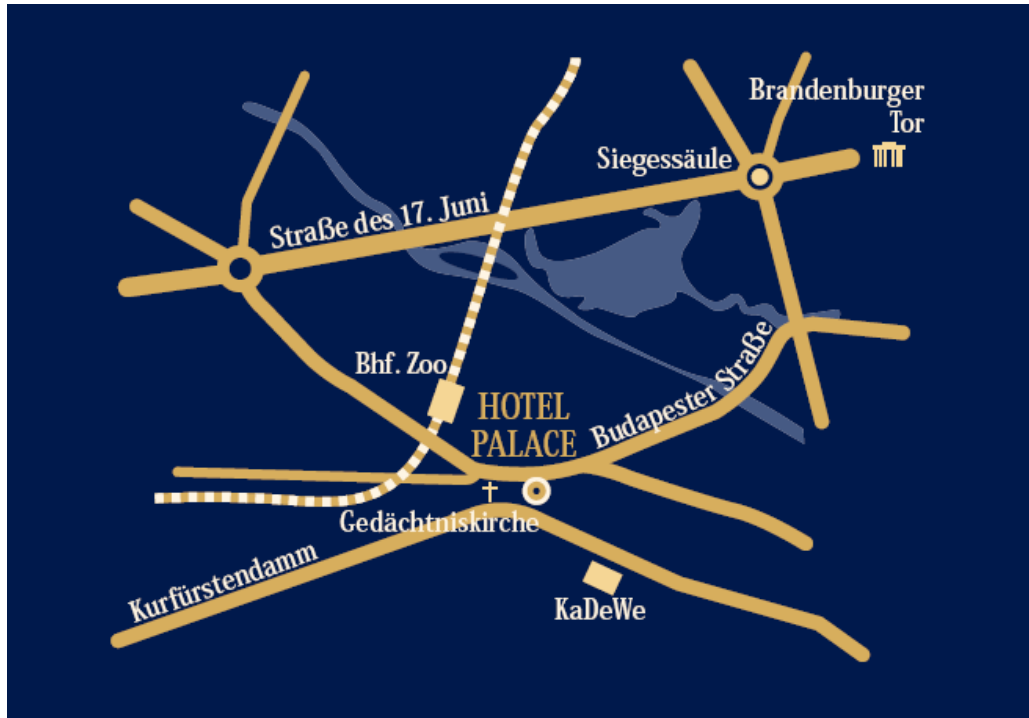 Brandenburger
Tor
Siegessäule
Straße des 17. Juni
Bhf. Zoo
HOTEL
PALACE
Budapester Straße
Gedächtniskirche
Kurfürstendamm
KaDeWe